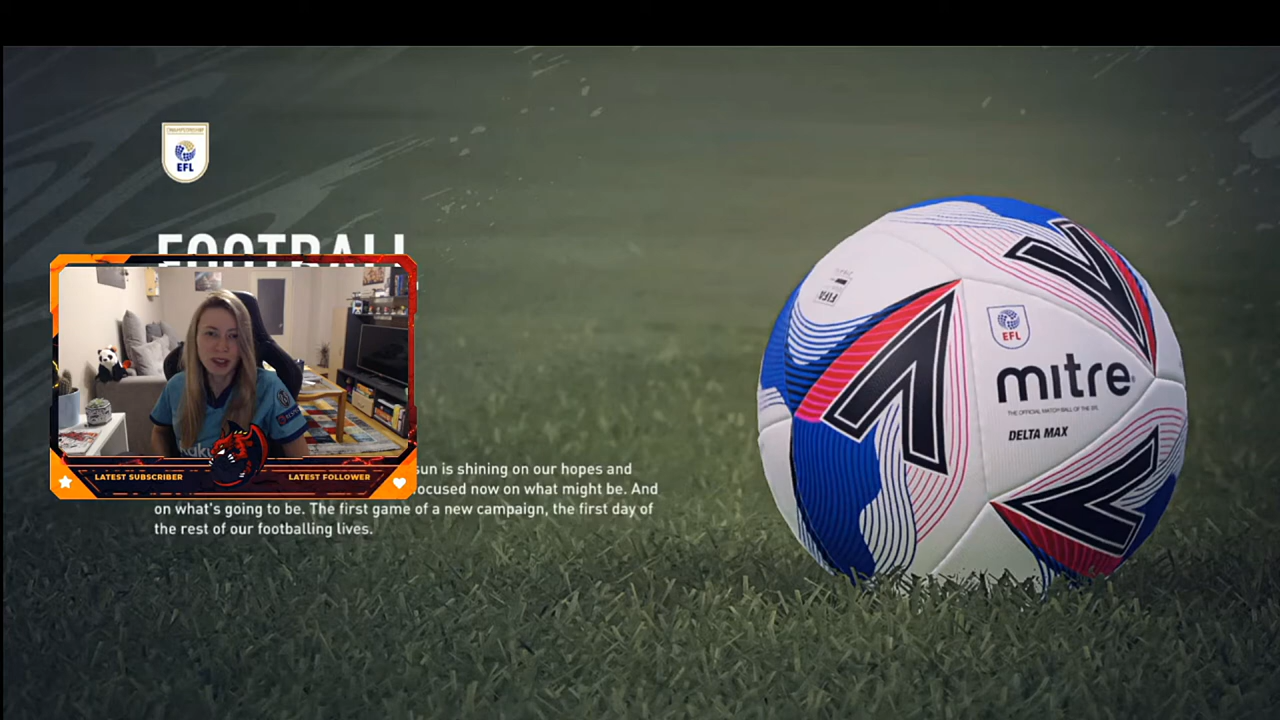 CHAMPIONSHIP
EFL
FOOTBALL
LATEST SUBSCRIBER
LATEST FOLLOWER
sun is shining on our hopes and
focused now on what might be. And
on what's going to be. The first game of a new campaign, the first day of
the rest of our footballing lives.
FIFA
EFL
mitre
THE OFFICIAL MATCH BALL OF THE EFL
DELTA MAX